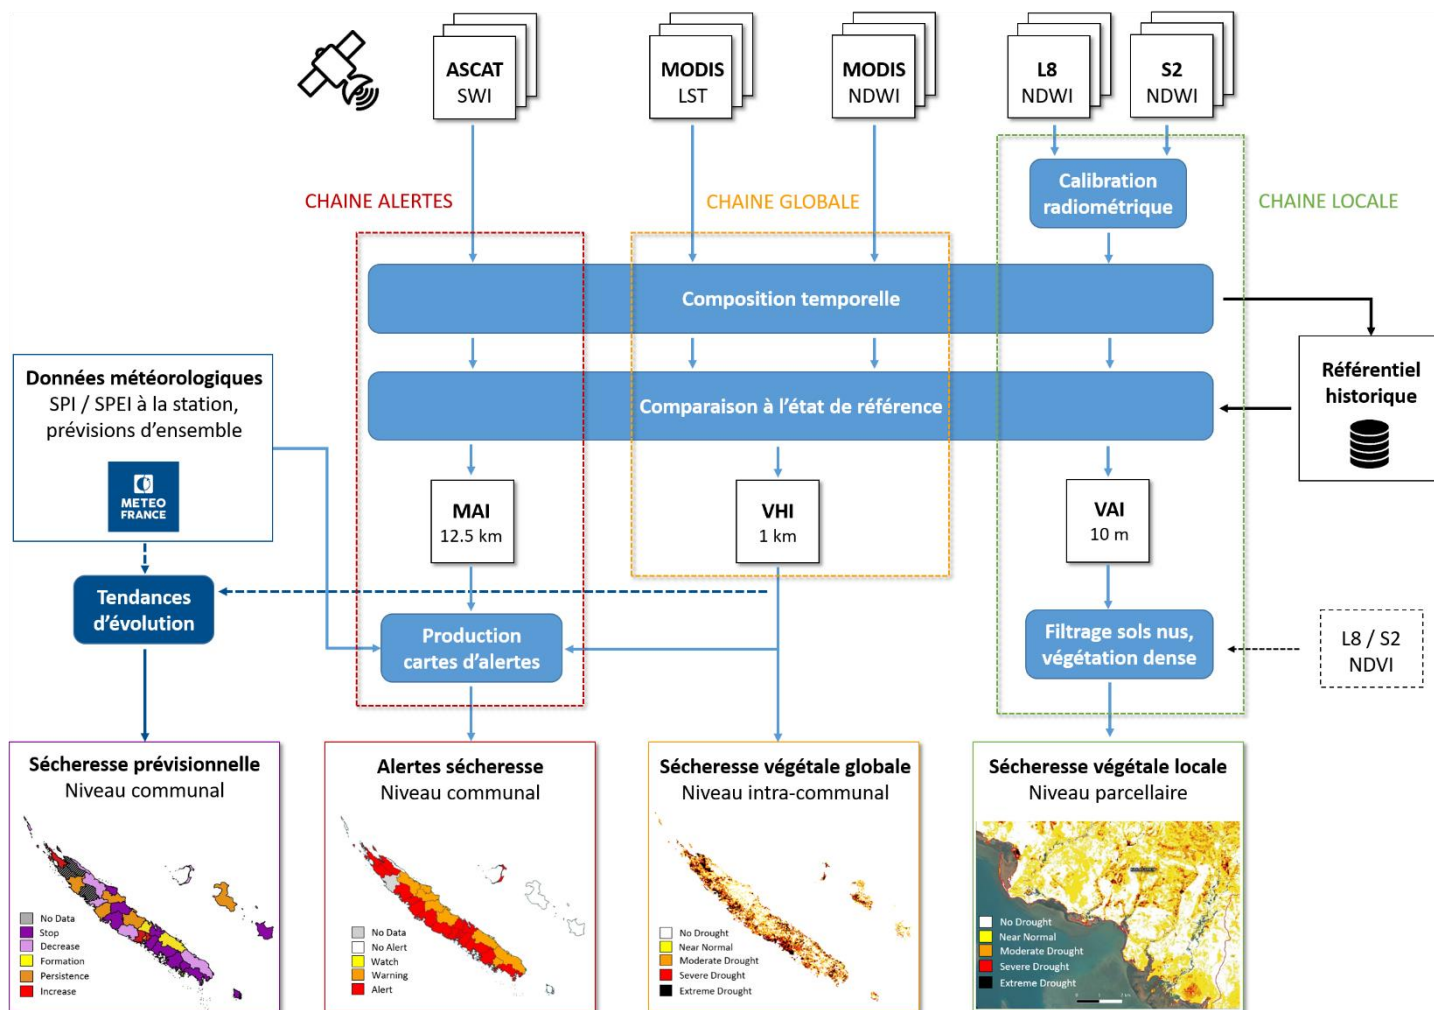 ASCAT
SWI
MODIS
LST
MODIS
NDWI
L8
NDWI
S2
NDWI
CHAINE ALERTES
CHAINE GLOBALE
CHAINE LOCALE
Calibration
radiométrique
Composition temporelle
Comparaison à l'état de référence
Référentiel
historique
Données météorologiques
SPI / SPEI à la station,
prévisions d'ensemble
METEO
FRANCE
MAI
12.5 km
VHI
1 km
VAI
10 m
Tendances
d'évolution
Production
cartes d'alertes
Filtrage sols nus,
végétation dense
L8 / S2
NDVI
Sécheresse prévisionnelle
Niveau communal
No Data
Stop
Decrease
Formation
Persistence
Increase
Alertes sécheresse
Niveau communal
No Data
No Alert
Watch
Warning
Alert
Sécheresse végétale globale
Niveau intra-communal
No Drought
Near Normal
Moderate Drought
Severe Drought
Extreme Drought
Sécheresse végétale locale
Niveau parcellaire
No Drought
Near Normal
Moderate Drought
Severe Drought
Extreme Drought